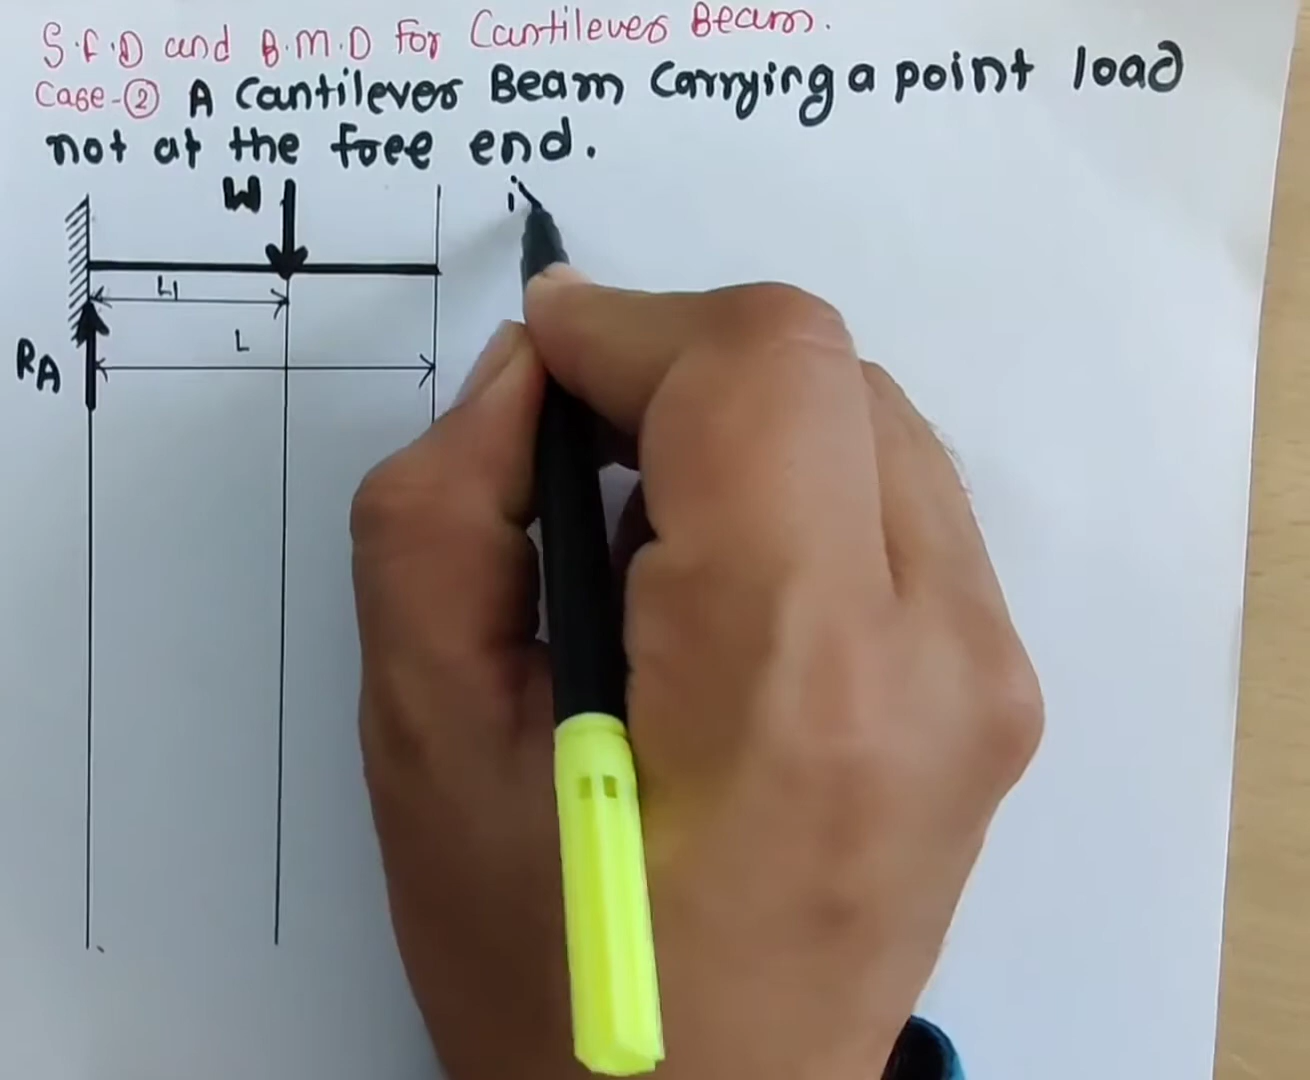 S.F.D and B.M.D For Cantilever Beam.
Case-② A Cantilever Beam Carrying a point load
not at the free end.
W
L1
L
RA